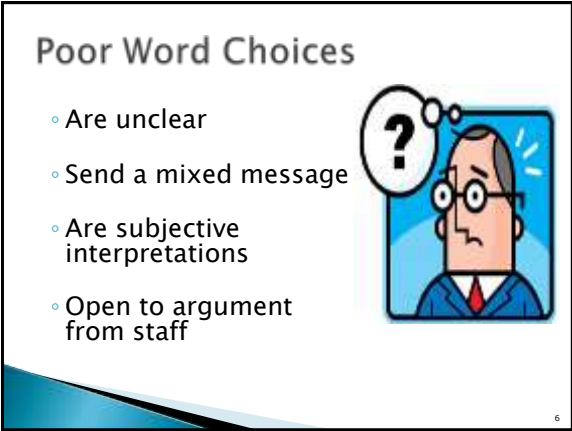 Poor Word Choices
◦ Are unclear
?
◦ Send a mixed message
◦ Are subjective
interpretations
◦ Open to argument
from staff
6